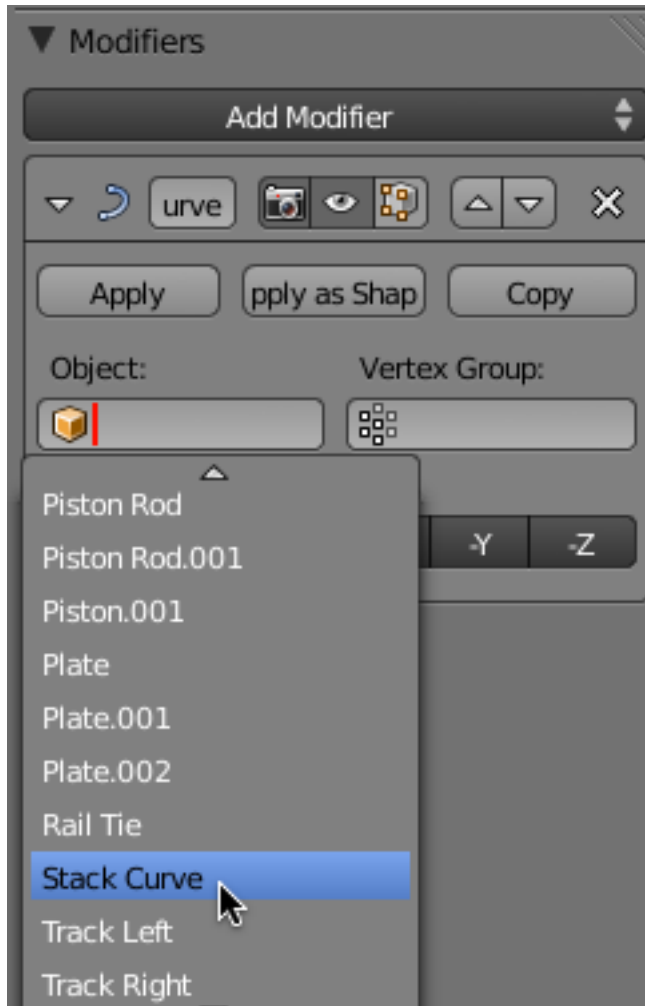 Modifiers
Add Modifier
urve
Apply pply as Shap Copy
Object: Vertex Group:
Piston Rod
Piston Rod.001
-Y -Z
Piston.001
Plate
Plate.001
Plate.002
Rail Tie
Stack Curve
Track Left
Track Right